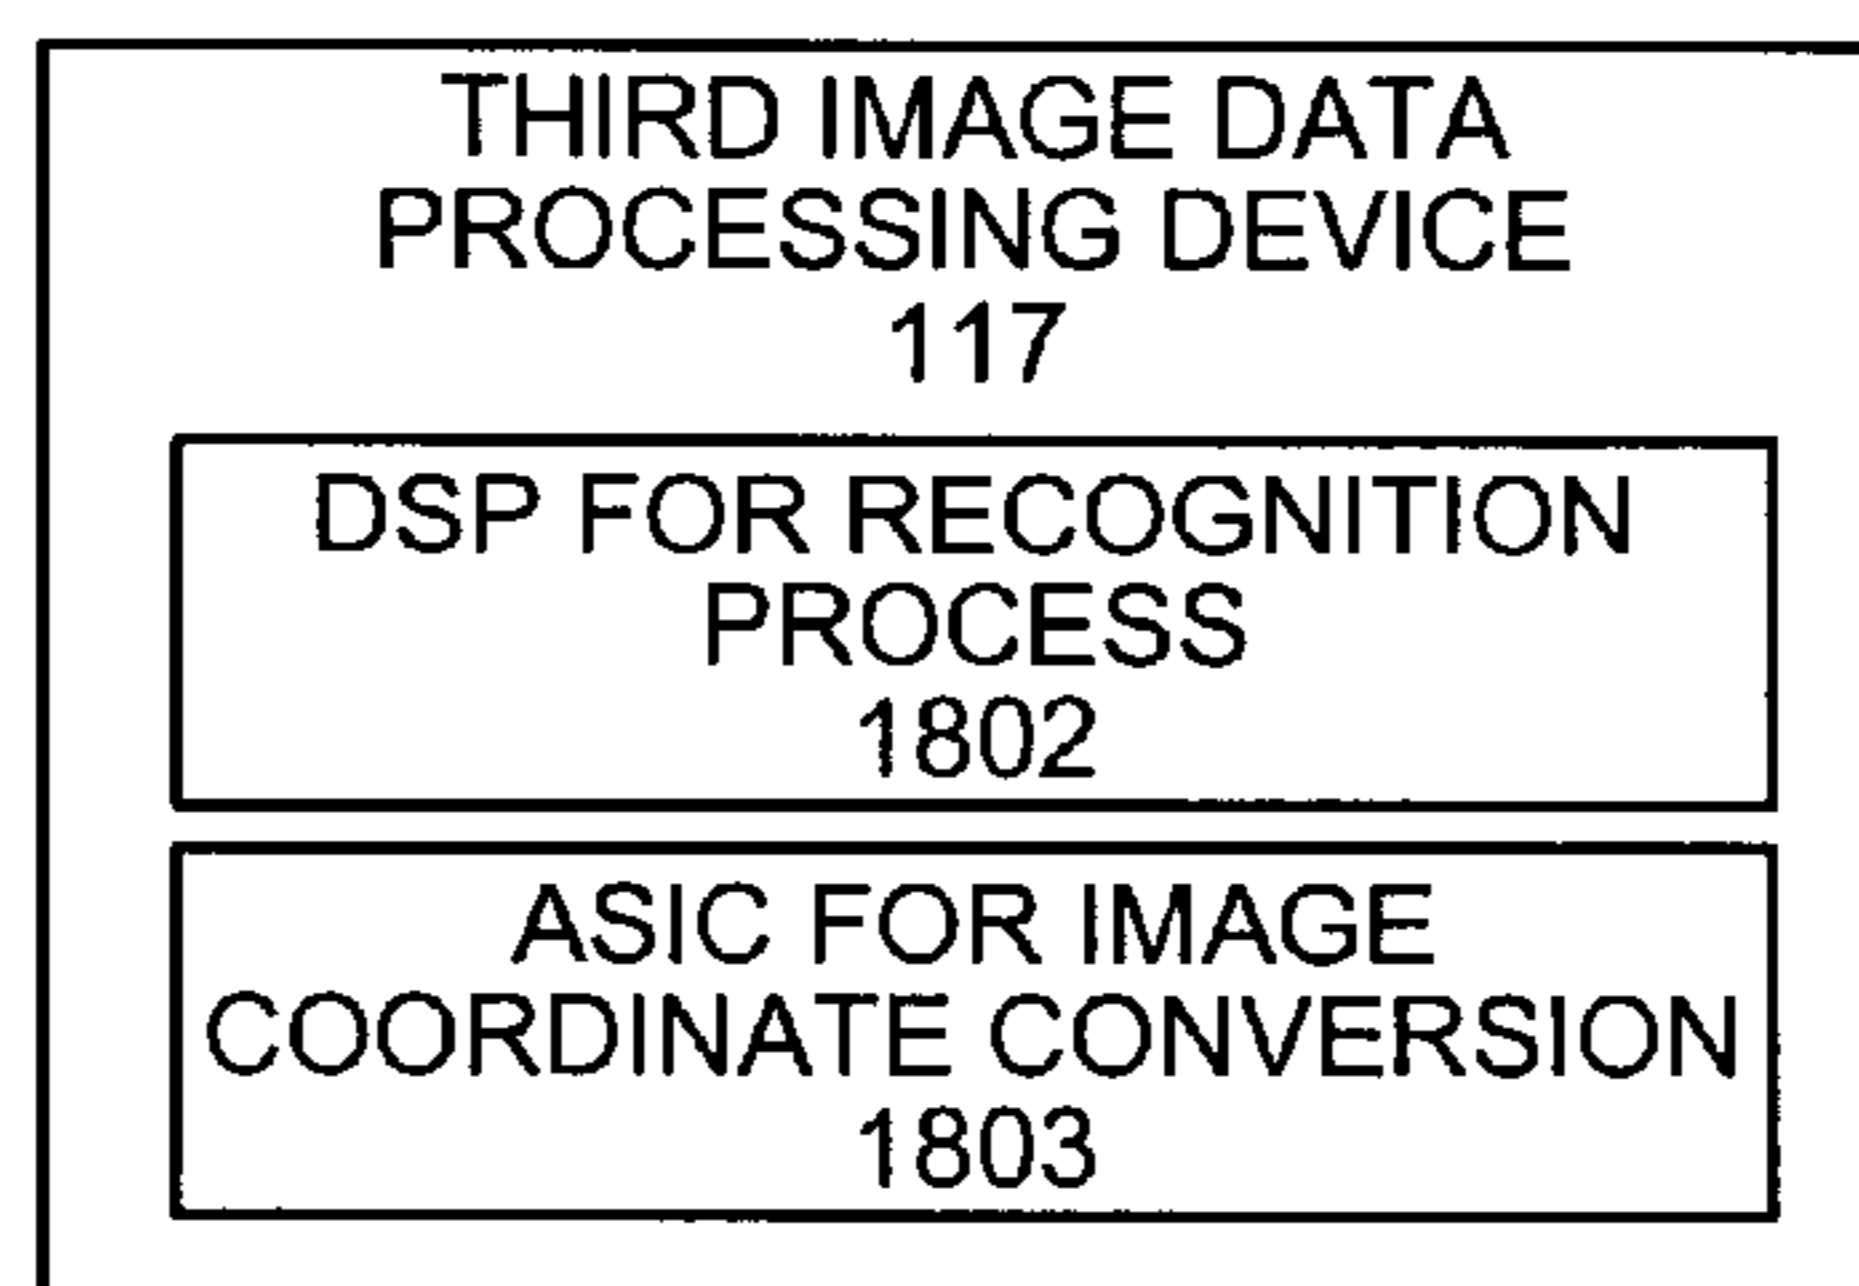 THIRD IMAGE DATA
PROCESSING DEVICE
117
DSP FOR RECOGNITION
PROCESS
1802
ASIC FOR IMAGE
COORDINATE CONVERSION
1803